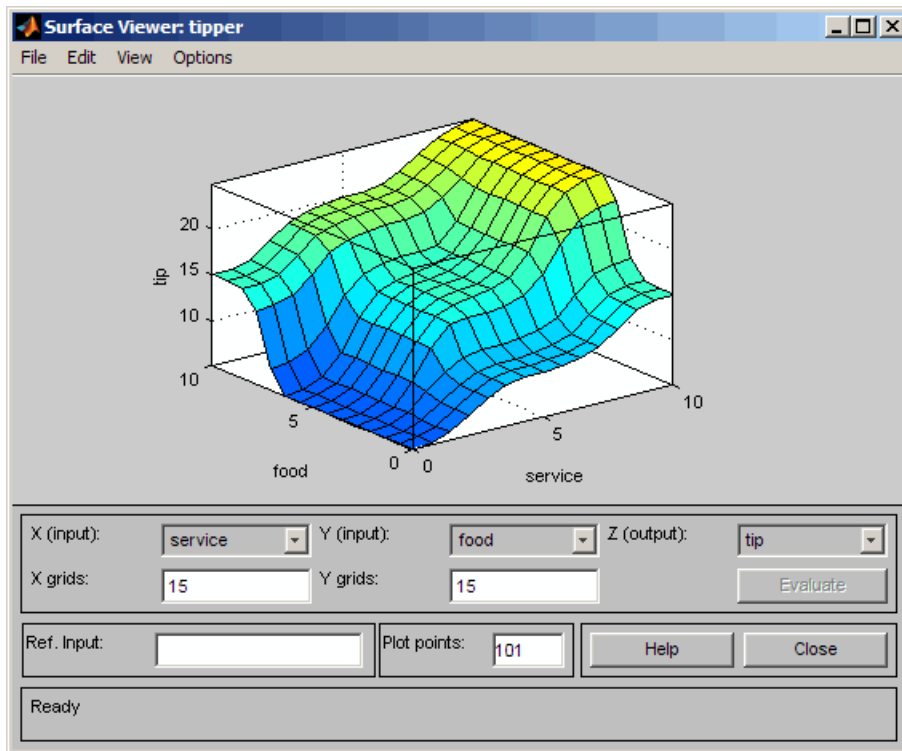 Surface Viewer: tipper
File Edit View Options
20
15
10
tip
10
5
0
food
0
5
10
service
X (input): service Y (input): food Z (output): tip
X grids: 15 Y grids: 15 Evaluate
Ref. Input: Plot points: 101 Help Close
Ready